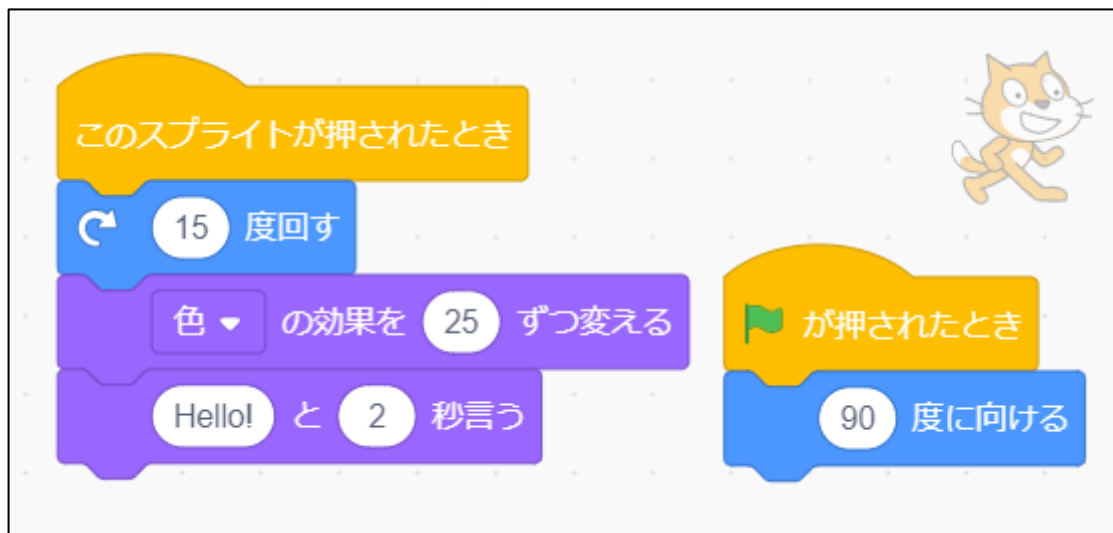 このスプライトが押されたとき
15 度回す
色 の効果を 25 ずつ変える
Hello! と 2 秒言う
が押されたとき
90 度に向ける